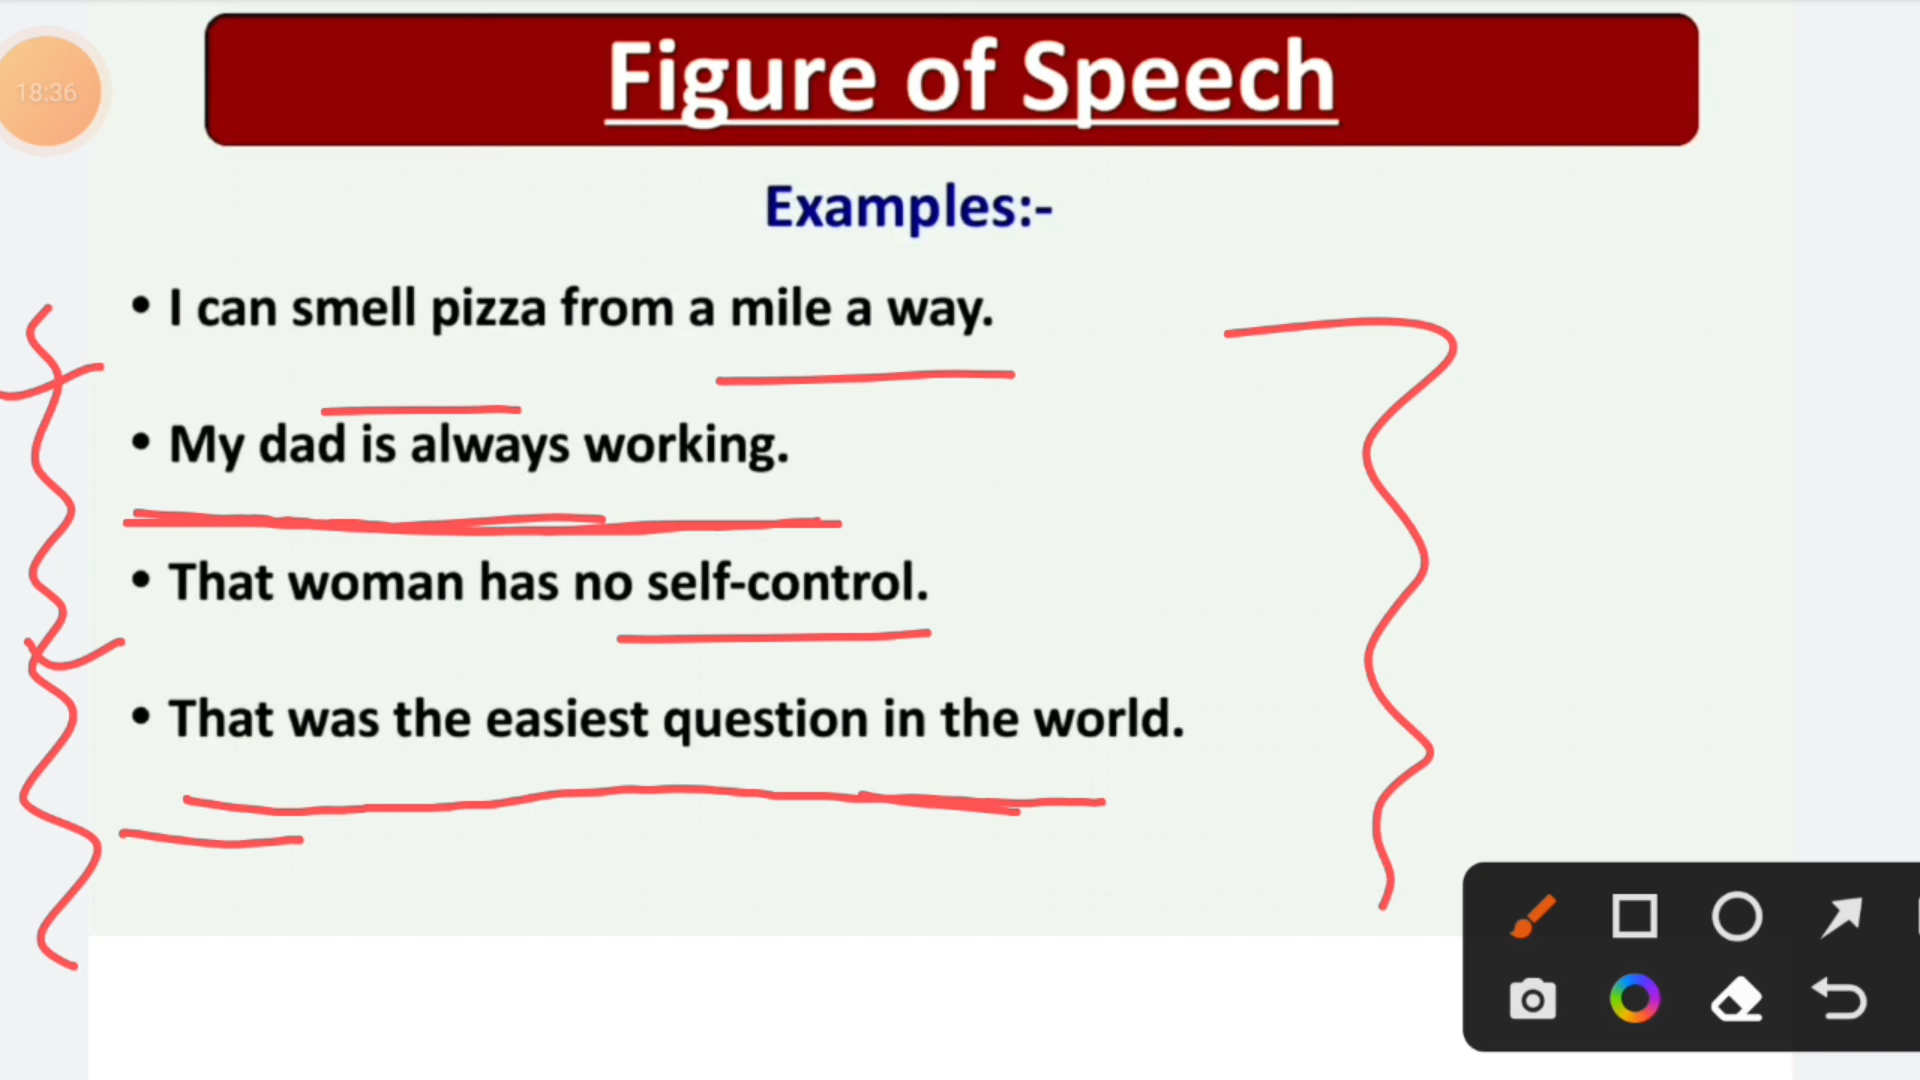 Figure of Speech
18:36
Examples:-
• I can smell pizza from a mile a way.
• My dad is always working.
• That woman has no self-control.
• That was the easiest question in the world.